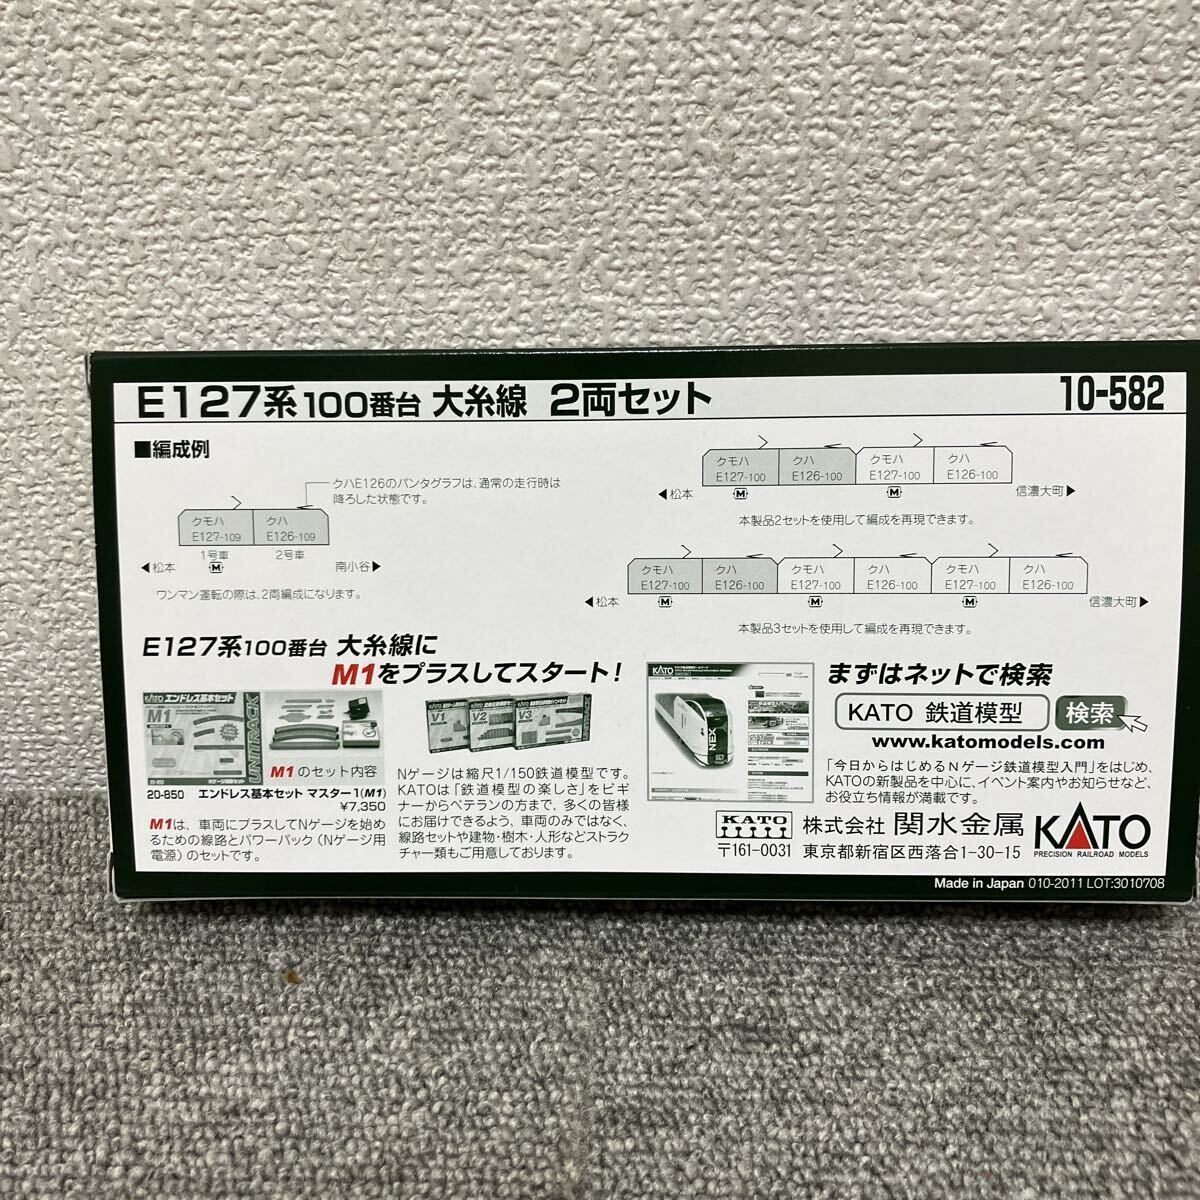 E127系 100番台 大糸線 2両セット
10-582
■編成例
クハE126のパンタグラフは、通常の走行時は
降ろした状態です。
クモハ クハ
E127-109 E126-109
1号車 2号車
M
◀松本 南小谷▶
ワンマン運転の際は、2両編成になります。
クモハ クハ クモハ クハ
E127-100 E126-100 E127-100 E126-100
M M
◀松本 信濃大町▶
本製品2セットを使用して編成を再現できます。
クモハ クハ クモハ クハ クモハ クハ
E127-100 E126-100 E127-100 E126-100 E127-100 E126-100
M M M
◀松本 信濃大町▶
本製品3セットを使用して編成を再現できます。
E127系100番台 大糸線に
M1をプラスしてスタート!
KATO エンドレス基本セット
M1
UNITRACK
M1のセット内容
20-850 エンドレス基本セット マスター1(M1)
¥7,350
M1は、車両にプラスしてNゲージを始め
るための線路とパワーパック(Nゲージ用
電源)のセットです。
V1 V2 V3
Nゲージは縮尺1/150鉄道模型です。
KATOは「鉄道模型の楽しさ」をビギ
ナーからベテランの方まで、多くの皆様
にお届けできるよう、車両のみではなく、
線路セットや建物・樹木・人形などストラク
チャー類もご用意しております。
KATO
NEX
まずはネットで検索
KATO 鉄道模型 検索
www.katomodels.com
「今日からはじめるNゲージ鉄道模型入門」をはじめ、
KATOの新製品を中心に、イベント案内やお知らせなど、
お役立ち情報が満載です。
KATO 株式会社 関水金属 KATO
PRECISION RAILROAD MODELS
〒161-0031 東京都新宿区西落合1-30-15
Made in Japan 010-2011 LOT:3010708